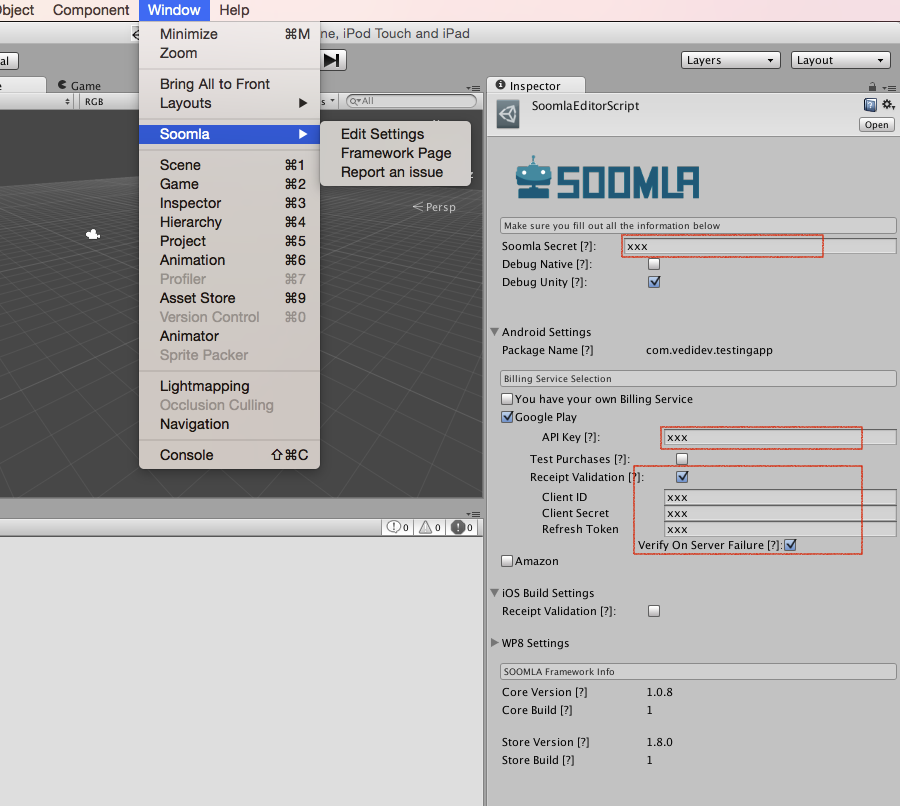 bject Component Window Help
ne, iPod Touch and iPad
al
Layers
Layout
Game
Inspector
RGB
s
All
SoomlaEditorScript
Open
Minimize ⌘M
Zoom
Bring All to Front
Layouts
Soomla
Edit Settings
Framework Page
Report an issue
Scene ⌘1
Game ⌘2
Inspector ⌘3
Hierarchy ⌘4
Project ⌘5
Animation ⌘6
Profiler ⌘7
Asset Store ⌘9
Version Control ⌘0
Animator
Sprite Packer
Lightmapping
Occlusion Culling
Navigation
Console ⇧⌘C
Persp
0 0 0
SOOMLA
Make sure you fill out all the information below
Soomla Secret [?]: xxx
Debug Native [?]:
Debug Unity [?]:
Android Settings
Package Name [?] com.vedidev.testingapp
Billing Service Selection
You have your own Billing Service
Google Play
API Key [?]: xxx
Test Purchases [?]:
Receipt Validation [?]:
Client ID xxx
Client Secret xxx
Refresh Token xxx
Verify On Server Failure [?]:
Amazon
iOS Build Settings
Receipt Validation [?]:
WP8 Settings
SOOMLA Framework Info
Core Version [?] 1.0.8
Core Build [?] 1
Store Version [?] 1.8.0
Store Build [?] 1